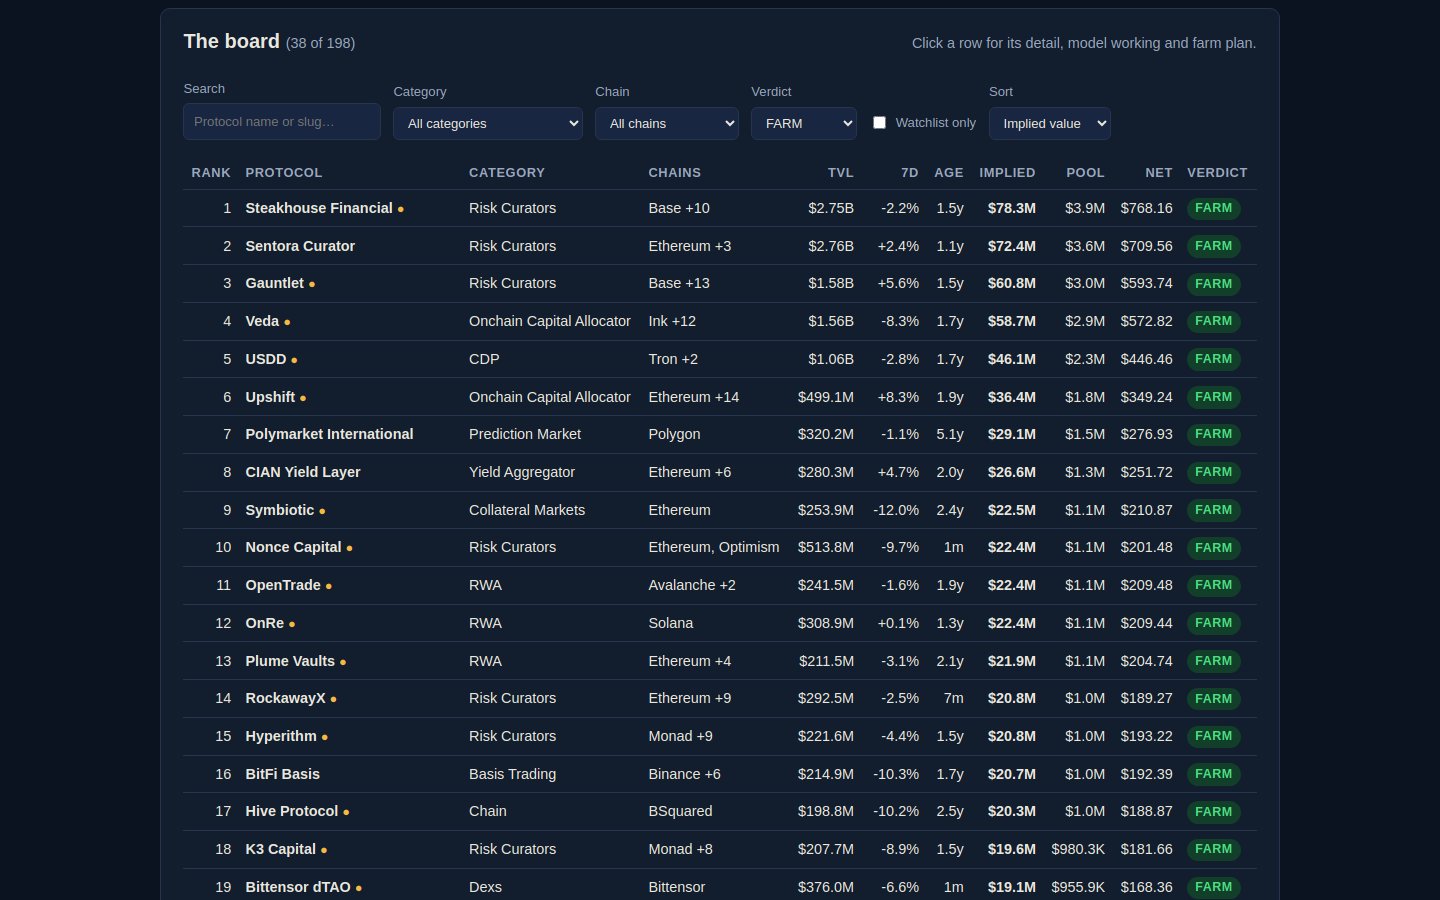 The board (38 of 198) Click a row for its detail, model working and farm plan.
Search Category Chain Verdict Sort
Protocol name or slug… All categories All chains FARM Watchlist only Implied value
RANK PROTOCOL CATEGORY CHAINS TVL 7D AGE IMPLIED POOL NET VERDICT
1 Steakhouse Financial ● Risk Curators Base +10 $2.75B -2.2% 1.5y $78.3M $3.9M $768.16 FARM
2 Sentora Curator Risk Curators Ethereum +3 $2.76B +2.4% 1.1y $72.4M $3.6M $709.56 FARM
3 Gauntlet ● Risk Curators Base +13 $1.58B +5.6% 1.5y $60.8M $3.0M $593.74 FARM
4 Veda ● Onchain Capital Allocator Ink +12 $1.56B -8.3% 1.7y $58.7M $2.9M $572.82 FARM
5 USDD ● CDP Tron +2 $1.06B -2.8% 1.7y $46.1M $2.3M $446.46 FARM
6 Upshift ● Onchain Capital Allocator Ethereum +14 $499.1M +8.3% 1.9y $36.4M $1.8M $349.24 FARM
7 Polymarket International Prediction Market Polygon $320.2M -1.1% 5.1y $29.1M $1.5M $276.93 FARM
8 CIAN Yield Layer Yield Aggregator Ethereum +6 $280.3M +4.7% 2.0y $26.6M $1.3M $251.72 FARM
9 Symbiotic ● Collateral Markets Ethereum $253.9M -12.0% 2.4y $22.5M $1.1M $210.87 FARM
10 Nonce Capital ● Risk Curators Ethereum, Optimism $513.8M -9.7% 1m $22.4M $1.1M $201.48 FARM
11 OpenTrade ● RWA Avalanche +2 $241.5M -1.6% 1.9y $22.4M $1.1M $209.48 FARM
12 OnRe ● RWA Solana $308.9M +0.1% 1.3y $22.4M $1.1M $209.44 FARM
13 Plume Vaults ● RWA Ethereum +4 $211.5M -3.1% 2.1y $21.9M $1.1M $204.74 FARM
14 RockawayX ● Risk Curators Ethereum +9 $292.5M -2.5% 7m $20.8M $1.0M $189.27 FARM
15 Hyperithm ● Risk Curators Monad +9 $221.6M -4.4% 1.5y $20.8M $1.0M $193.22 FARM
16 BitFi Basis Basis Trading Binance +6 $214.9M -10.3% 1.7y $20.7M $1.0M $192.39 FARM
17 Hive Protocol ● Chain BSquared $198.8M -10.2% 2.5y $20.3M $1.0M $188.87 FARM
18 K3 Capital ● Risk Curators Monad +8 $207.7M -8.9% 1.5y $19.6M $980.3K $181.66 FARM
19 Bittensor dTAO ● Dexs Bittensor $376.0M -6.6% 1m $19.1M $955.9K $168.36 FARM